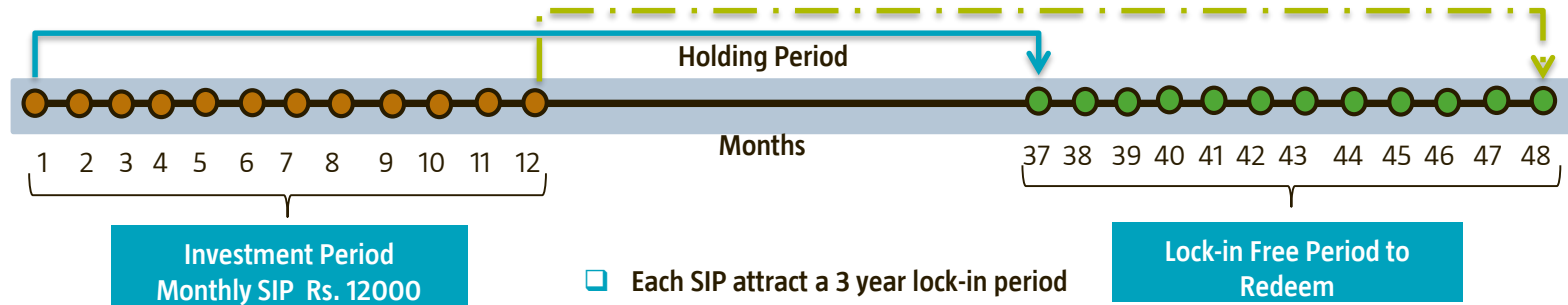 Holding Period
Months
1 2 3 4 5 6 7 8 9 10 11 12
37 38 39 40 41 42 43 44 45 46 47 48
Investment Period
Monthly SIP Rs. 12000
Each SIP attract a 3 year lock-in period
Lock-in Free Period to
Redeem